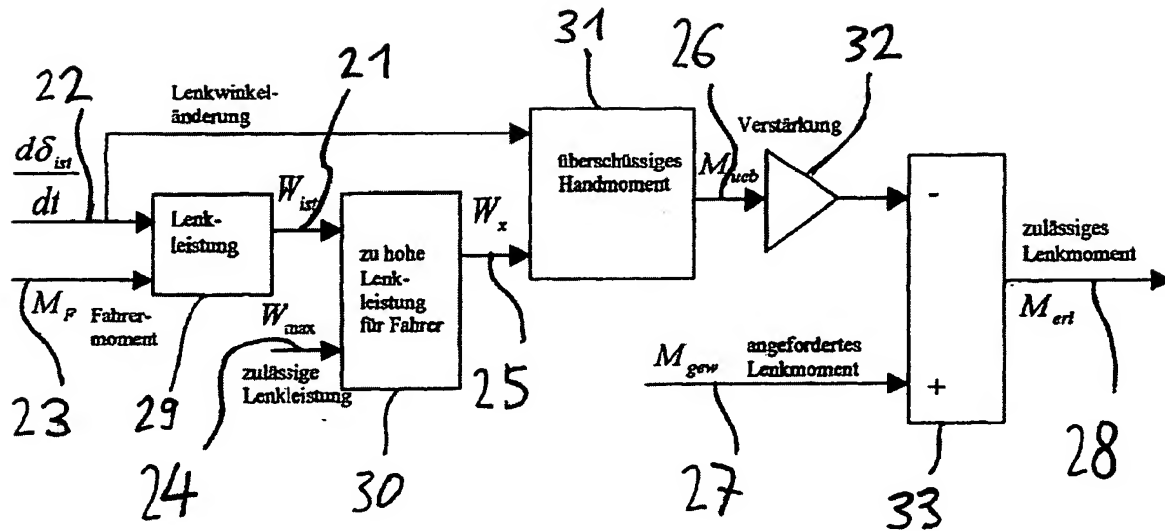 31
26
32
22
Lenkwinkel-
änderung
21
dδ_ist
dt
Lenk-
leistung
W_ist
zu hohe
Lenk-
leistung
für Fahrer
W_x
überschüssiges
Handmoment
M_ueb
Verstärkung
-
+
zulässiges
Lenkmoment
M_erl
M_F
Fahrer-
moment
W_max
zulässige
Lenkleistung
M_gew
angefordertes
Lenkmoment
23
29
24
30
25
27
33
28